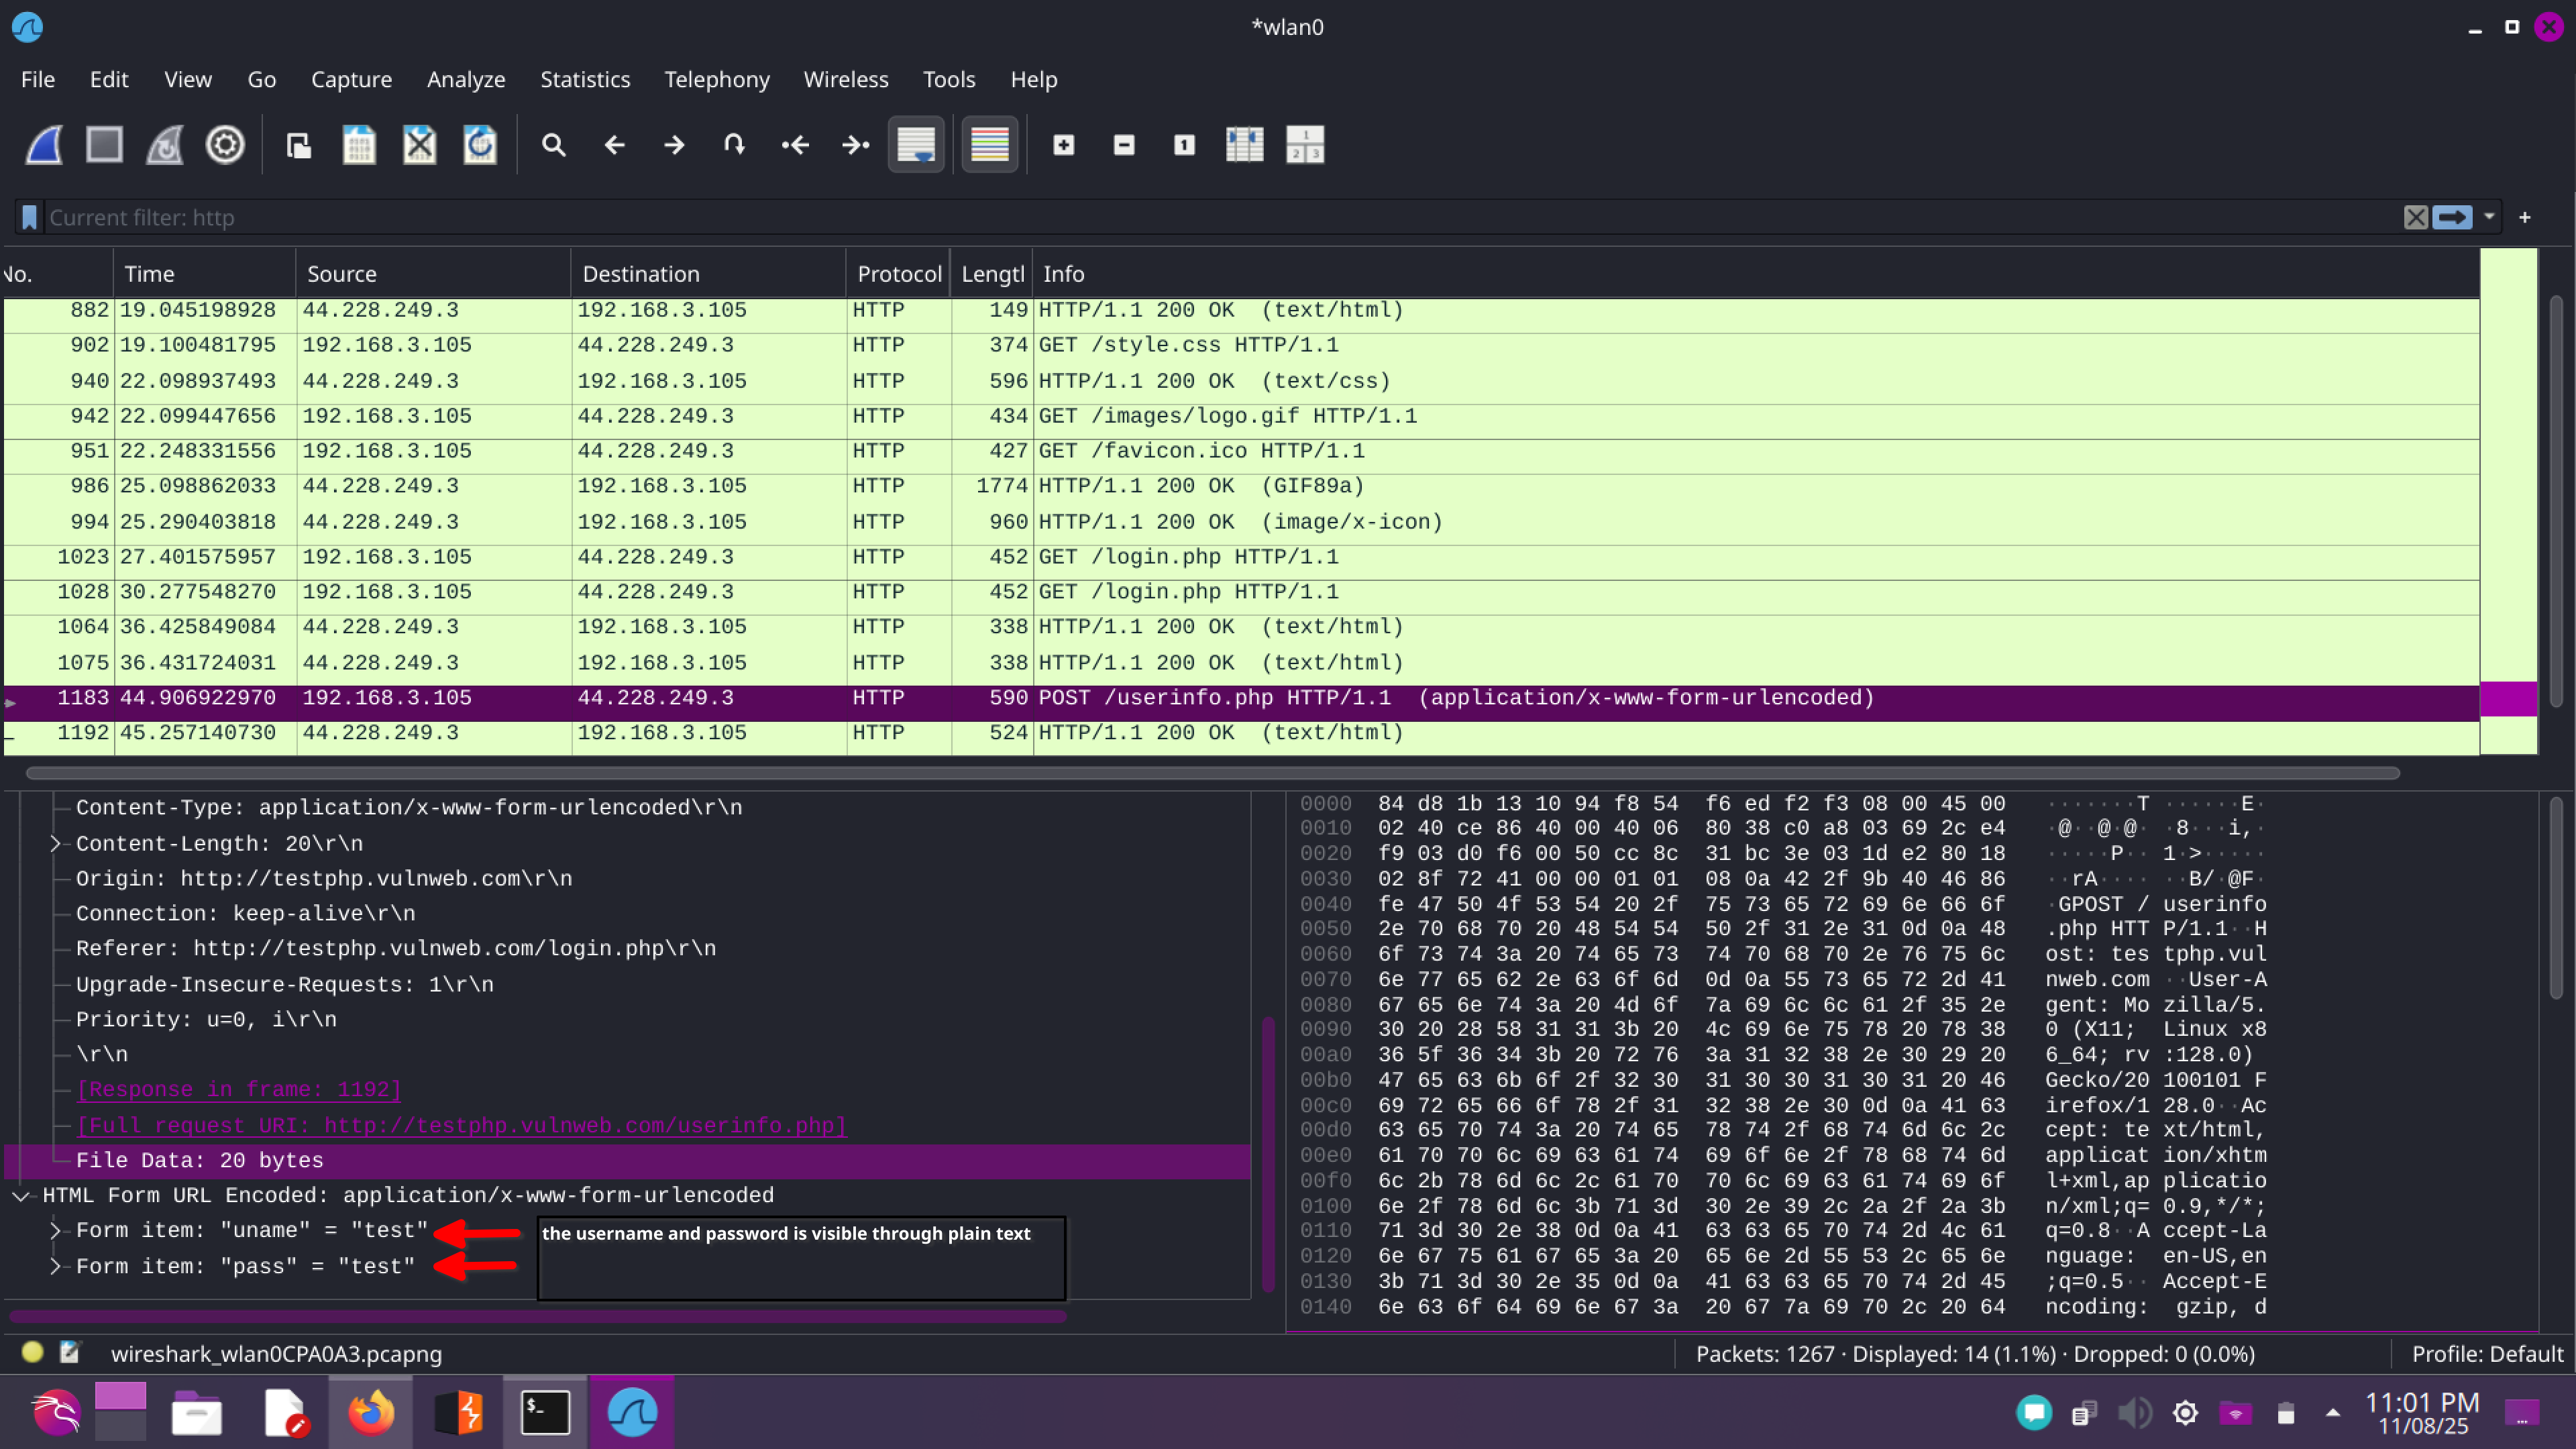 *wlan0
File Edit View Go Capture Analyze Statistics Telephony Wireless Tools Help
Current filter: http
No. Time Source Destination Protocol Lengtl Info
882 19.045198928 44.228.249.3 192.168.3.105 HTTP 149 HTTP/1.1 200 OK (text/html)
902 19.100481795 192.168.3.105 44.228.249.3 HTTP 374 GET /style.css HTTP/1.1
940 22.098937493 44.228.249.3 192.168.3.105 HTTP 596 HTTP/1.1 200 OK (text/css)
942 22.099447656 192.168.3.105 44.228.249.3 HTTP 434 GET /images/logo.gif HTTP/1.1
951 22.248331556 192.168.3.105 44.228.249.3 HTTP 427 GET /favicon.ico HTTP/1.1
986 25.098862033 44.228.249.3 192.168.3.105 HTTP 1774 HTTP/1.1 200 OK (GIF89a)
994 25.290403818 44.228.249.3 192.168.3.105 HTTP 960 HTTP/1.1 200 OK (image/x-icon)
1023 27.401575957 192.168.3.105 44.228.249.3 HTTP 452 GET /login.php HTTP/1.1
1028 30.277548270 192.168.3.105 44.228.249.3 HTTP 452 GET /login.php HTTP/1.1
1064 36.425849084 44.228.249.3 192.168.3.105 HTTP 338 HTTP/1.1 200 OK (text/html)
1075 36.431724031 44.228.249.3 192.168.3.105 HTTP 338 HTTP/1.1 200 OK (text/html)
1183 44.906922970 192.168.3.105 44.228.249.3 HTTP 590 POST /userinfo.php HTTP/1.1 (application/x-www-form-urlencoded)
1192 45.257140730 44.228.249.3 192.168.3.105 HTTP 524 HTTP/1.1 200 OK (text/html)
Content-Type: application/x-www-form-urlencoded\r\n
Content-Length: 20\r\n
Origin: http://testphp.vulnweb.com\r\n
Connection: keep-alive\r\n
Referer: http://testphp.vulnweb.com/login.php\r\n
Upgrade-Insecure-Requests: 1\r\n
Priority: u=0, i\r\n
\r\n
[Response in frame: 1192]
[Full request URI: http://testphp.vulnweb.com/userinfo.php]
File Data: 20 bytes
HTML Form URL Encoded: application/x-www-form-urlencoded
Form item: "uname" = "test"
Form item: "pass" = "test"
the username and password is visible through plain text
0000 84 d8 1b 13 10 94 f8 54 f6 ed f2 f3 08 00 45 00 ·······T ······E·
0010 02 40 ce 86 40 00 40 06 80 38 c0 a8 03 69 2c e4 ·@··@·@· ·8···i,·
0020 f9 03 d0 f6 00 50 cc 8c 31 bc 3e 03 1d e2 80 18 ·····P·· 1·>·····
0030 02 8f 72 41 00 00 01 01 08 0a 42 2f 9b 40 46 86 ··rA···· ··B/·@F·
0040 fe 47 50 4f 53 54 20 2f 75 73 65 72 69 6e 66 6f ·GPOST / userinfo
0050 2e 70 68 70 20 48 54 54 50 2f 31 2e 31 0d 0a 48 .php HTT P/1.1··H
0060 6f 73 74 3a 20 74 65 73 74 70 68 70 2e 76 75 6c ost: tes tphp.vul
0070 6e 77 65 62 2e 63 6f 6d 0d 0a 55 73 65 72 2d 41 nweb.com ··User-A
0080 67 65 6e 74 3a 20 4d 6f 7a 69 6c 6c 61 2f 35 2e gent: Mo zilla/5.
0090 30 20 28 58 31 31 3b 20 4c 69 6e 75 78 20 78 38 0 (X11; Linux x8
00a0 36 5f 36 34 3b 20 72 76 3a 31 32 38 2e 30 29 20 6_64; rv :128.0)
00b0 47 65 63 6b 6f 2f 32 30 31 30 30 31 30 31 20 46 Gecko/20 100101 F
00c0 69 72 65 66 6f 78 2f 31 32 38 2e 30 0d 0a 41 63 irefox/1 28.0··Ac
00d0 63 65 70 74 3a 20 74 65 78 74 2f 68 74 6d 6c 2c cept: te xt/html,
00e0 61 70 70 6c 69 63 61 74 69 6f 6e 2f 78 68 74 6d applicat ion/xhtm
00f0 6c 2b 78 6d 6c 2c 61 70 70 6c 69 63 61 74 69 6f l+xml,ap plicatio
0100 6e 2f 78 6d 6c 3b 71 3d 30 2e 39 2c 2a 2f 2a 3b n/xml;q= 0.9,*/*;
0110 71 3d 30 2e 38 0d 0a 41 63 63 65 70 74 2d 4c 61 q=0.8··A ccept-La
0120 6e 67 75 61 67 65 3a 20 65 6e 2d 55 53 2c 65 6e nguage: en-US,en
0130 3b 71 3d 30 2e 35 0d 0a 41 63 63 65 70 74 2d 45 ;q=0.5·· Accept-E
0140 6e 63 6f 64 69 6e 67 3a 20 67 7a 69 70 2c 20 64 ncoding: gzip, d
wireshark_wlan0CPA0A3.pcapng
Packets: 1267 · Displayed: 14 (1.1%) · Dropped: 0 (0.0%)
Profile: Default
11:01 PM
11/08/25